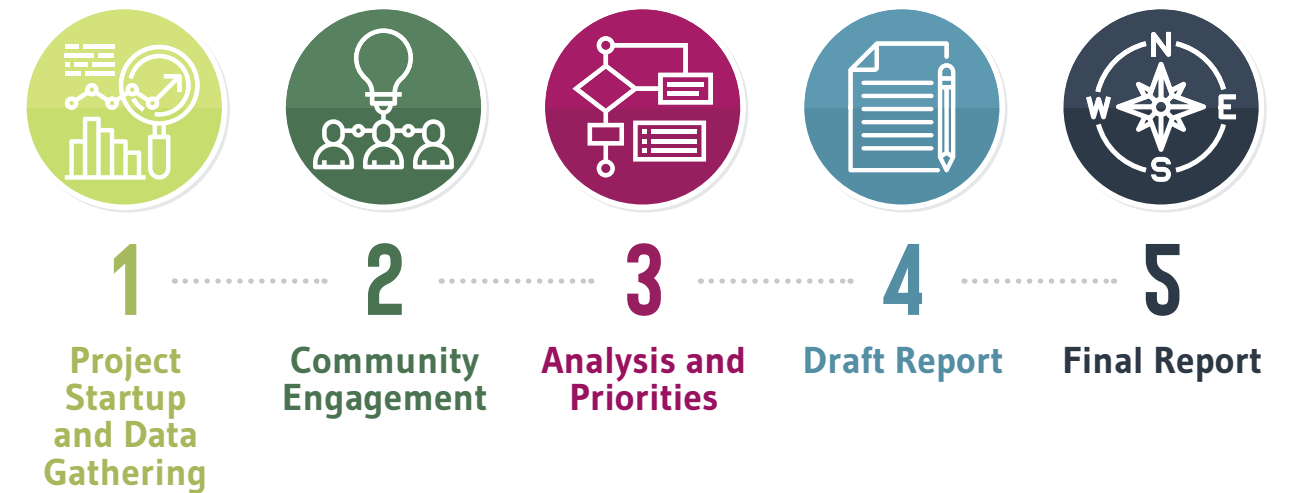 N
W E
S
1 2 3 4 5
Project
Startup
and Data
Gathering
Community
Engagement
Analysis and
Priorities
Draft Report
Final Report